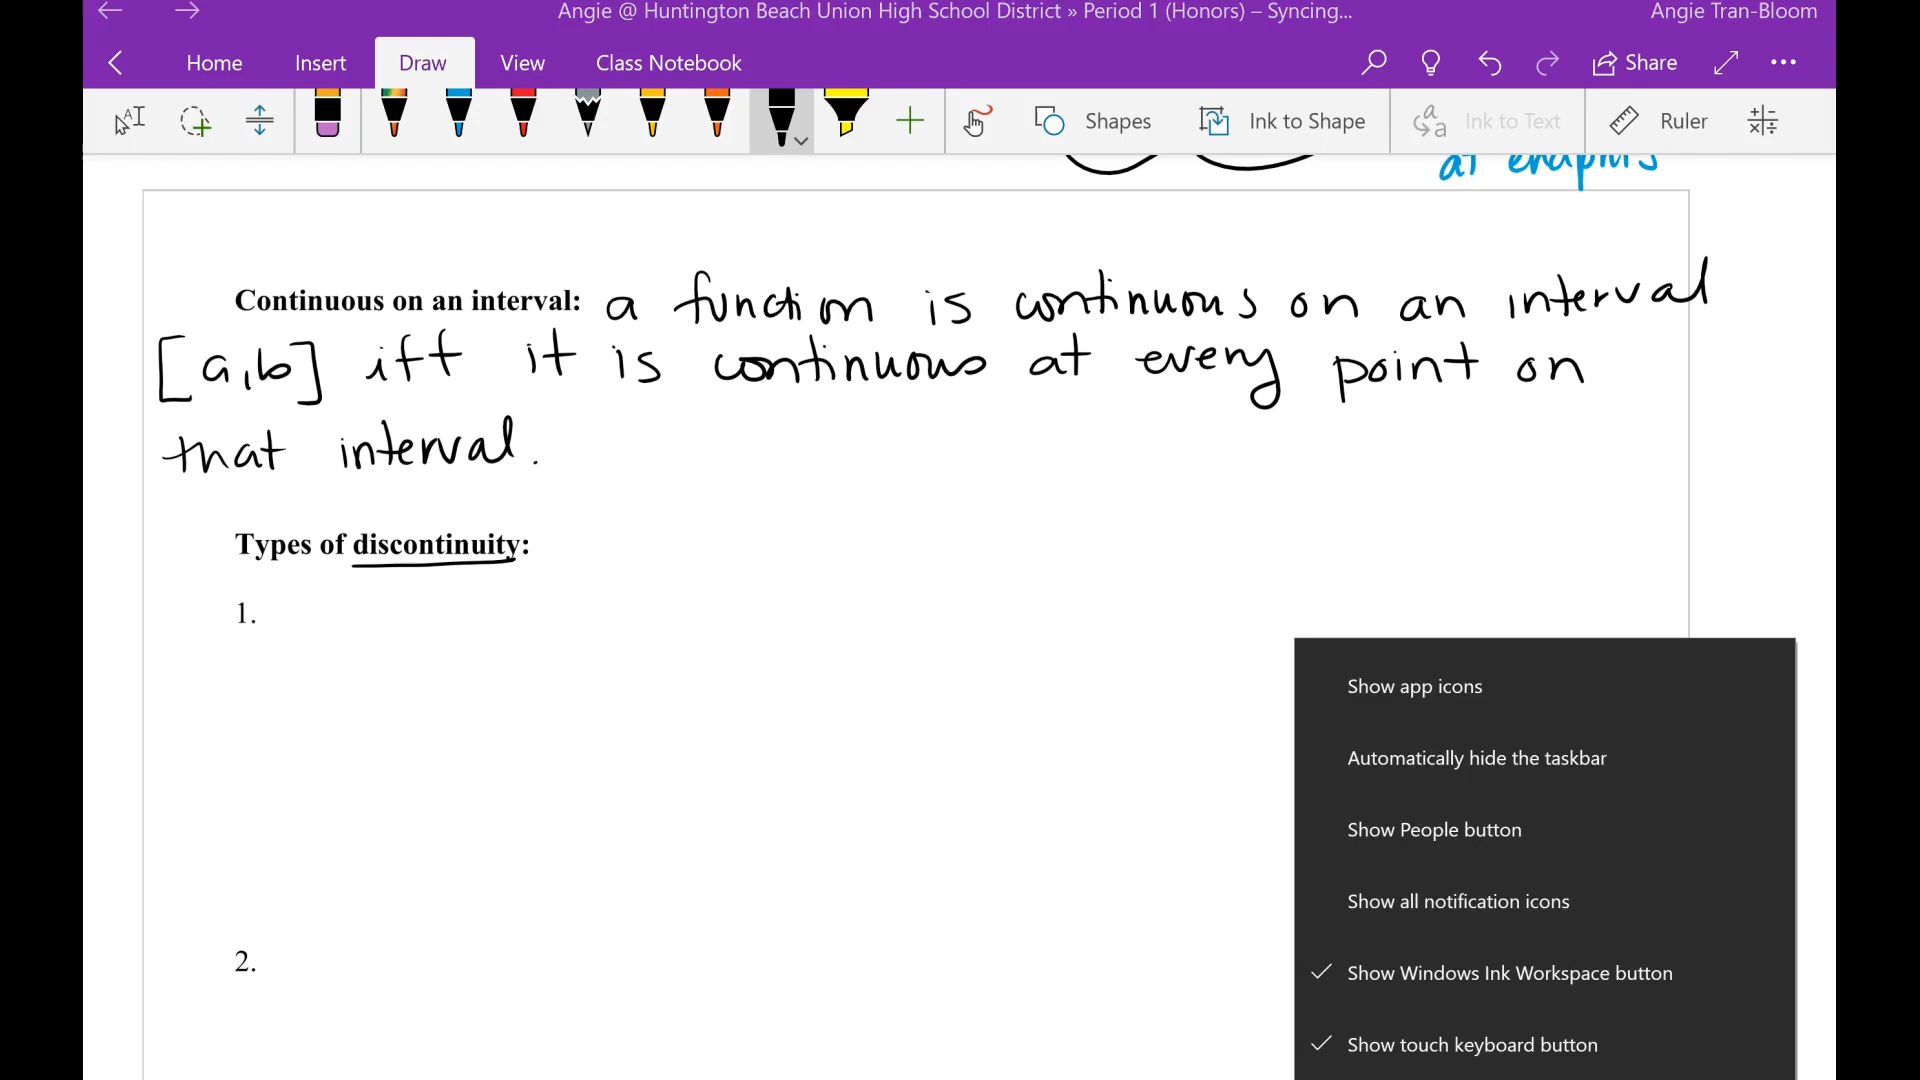 Angie @ Huntington Beach Union High School District » Period 1 (Honors) – Syncing...
Angie Tran-Bloom
Home Insert Draw View Class Notebook Share
Shapes Ink to Shape Ink to Text Ruler
at
Continuous on an interval: a function is continuous on an interval
[a,b] iff it is continuous at every point on
that interval.
Types of discontinuity:
1.
Show app icons
Automatically hide the taskbar
Show People button
Show all notification icons
2.
Show Windows Ink Workspace button
Show touch keyboard button